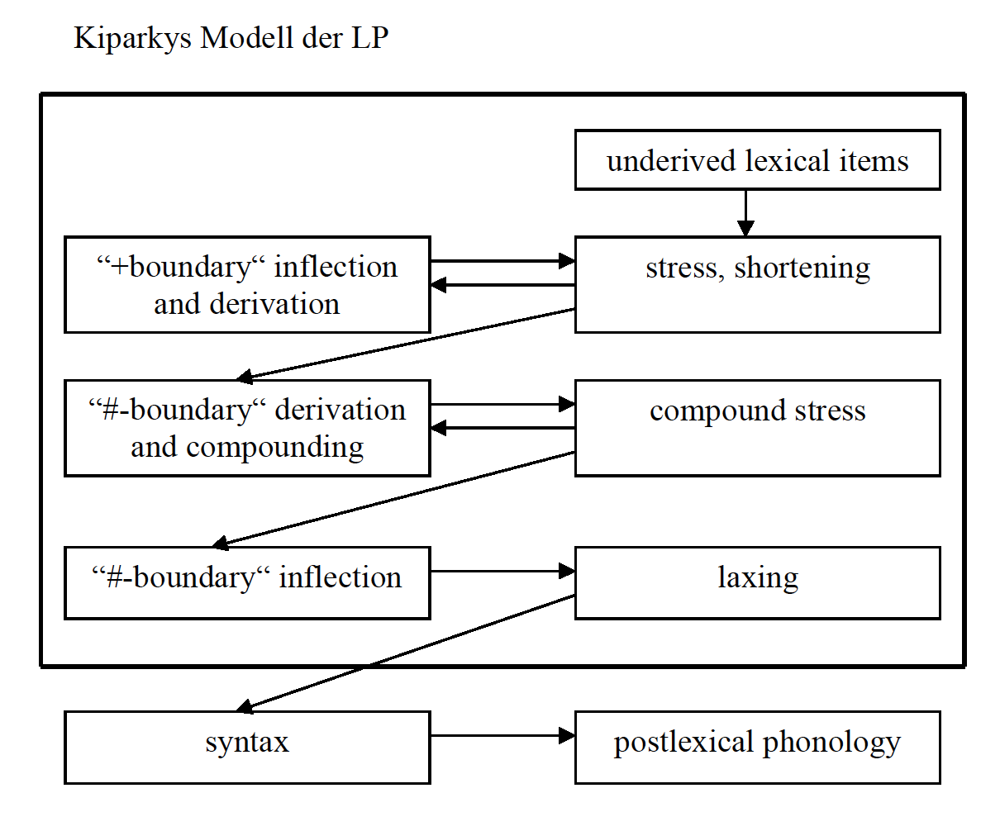 Kiparkys Modell der LP
underived lexical items
“+boundary“ inflection
and derivation
stress, shortening
“#-boundary“ derivation
and compounding
compound stress
“#-boundary“ inflection
laxing
syntax
postlexical phonology